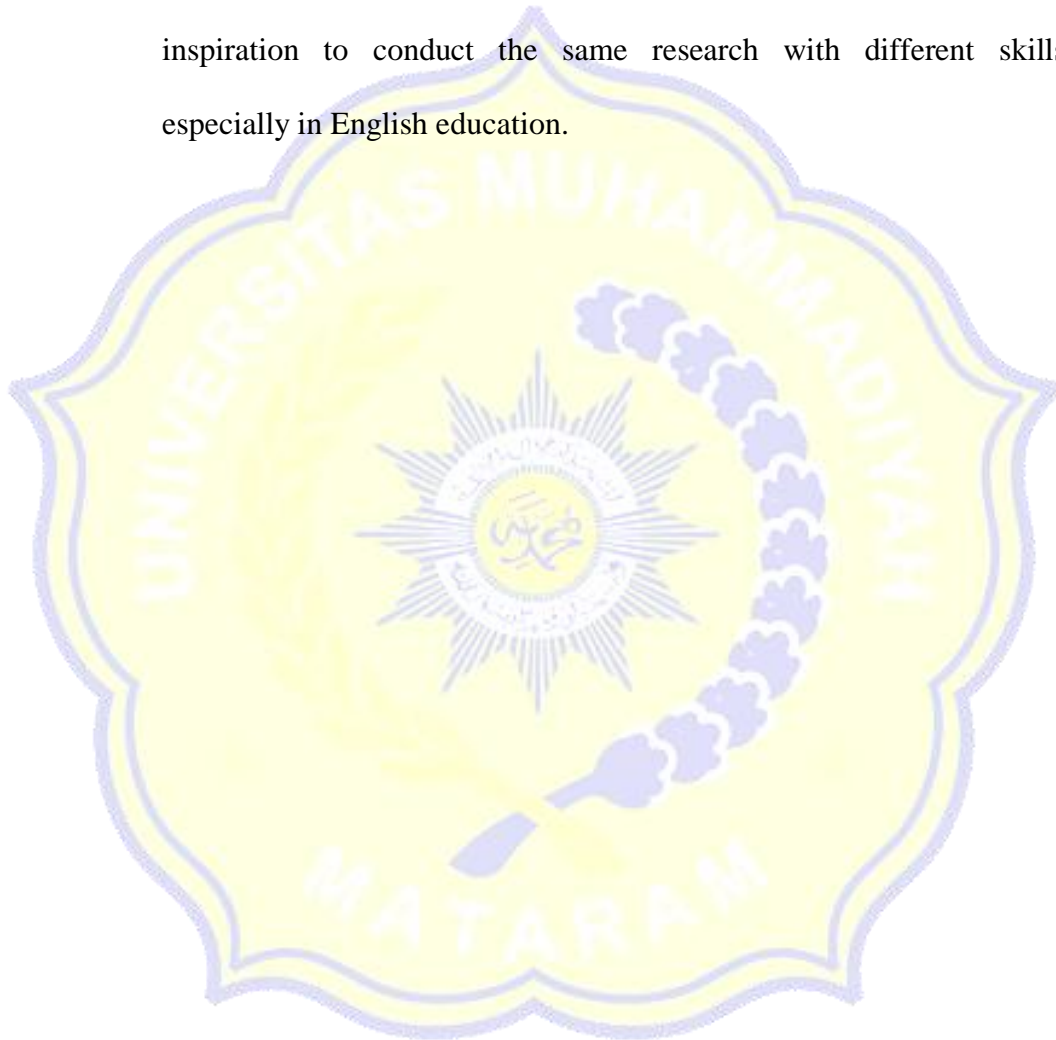 inspiration to conduct the same research with different skills
especially in English education.
UNIVERSITAS MUHAMMADIYAH
MATARAM